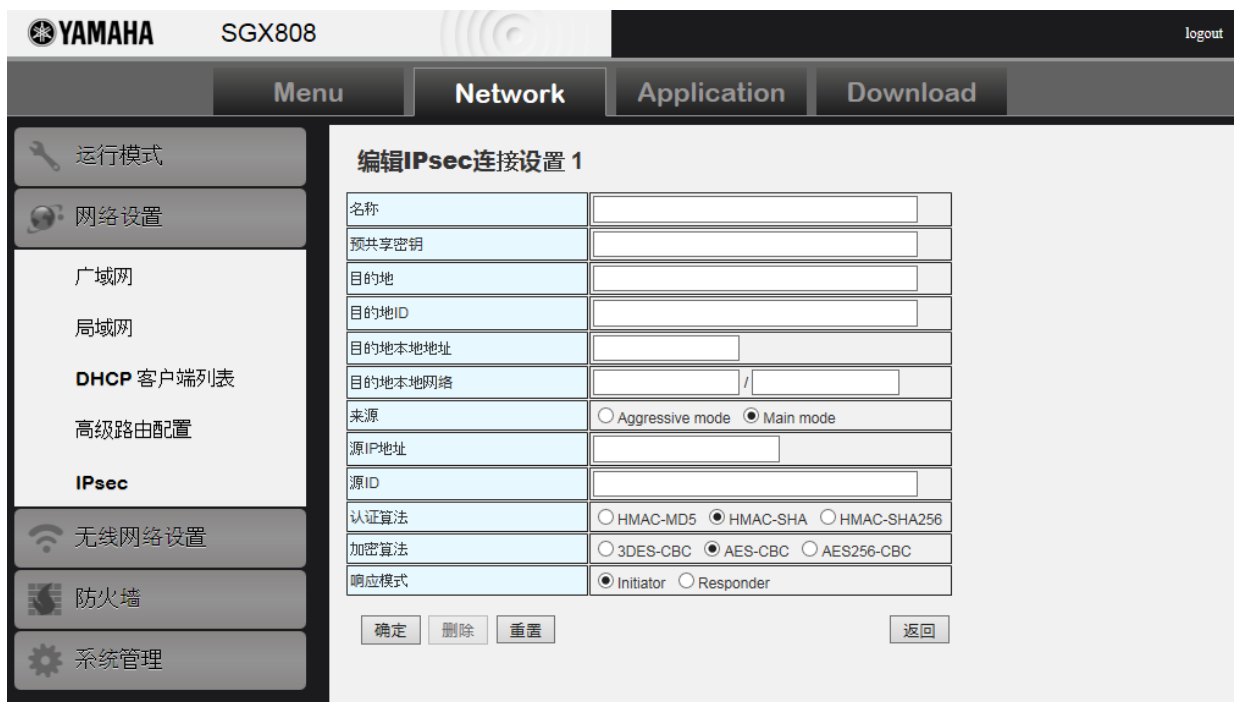 YAMAHA SGX808 logout
Menu Network Application Download
运行模式
网络设置
广域网
局域网
DHCP 客户端列表
高级路由配置
IPsec
无线网络设置
防火墙
系统管理
编辑IPsec连接设置 1
名称
预共享密钥
目的地
目的地ID
目的地本地地址
目的地本地网络 /
来源 Aggressive mode Main mode
源IP地址
源ID
认证算法 HMAC-MD5 HMAC-SHA HMAC-SHA256
加密算法 3DES-CBC AES-CBC AES256-CBC
响应模式 Initiator Responder
确定 删除 重置 返回